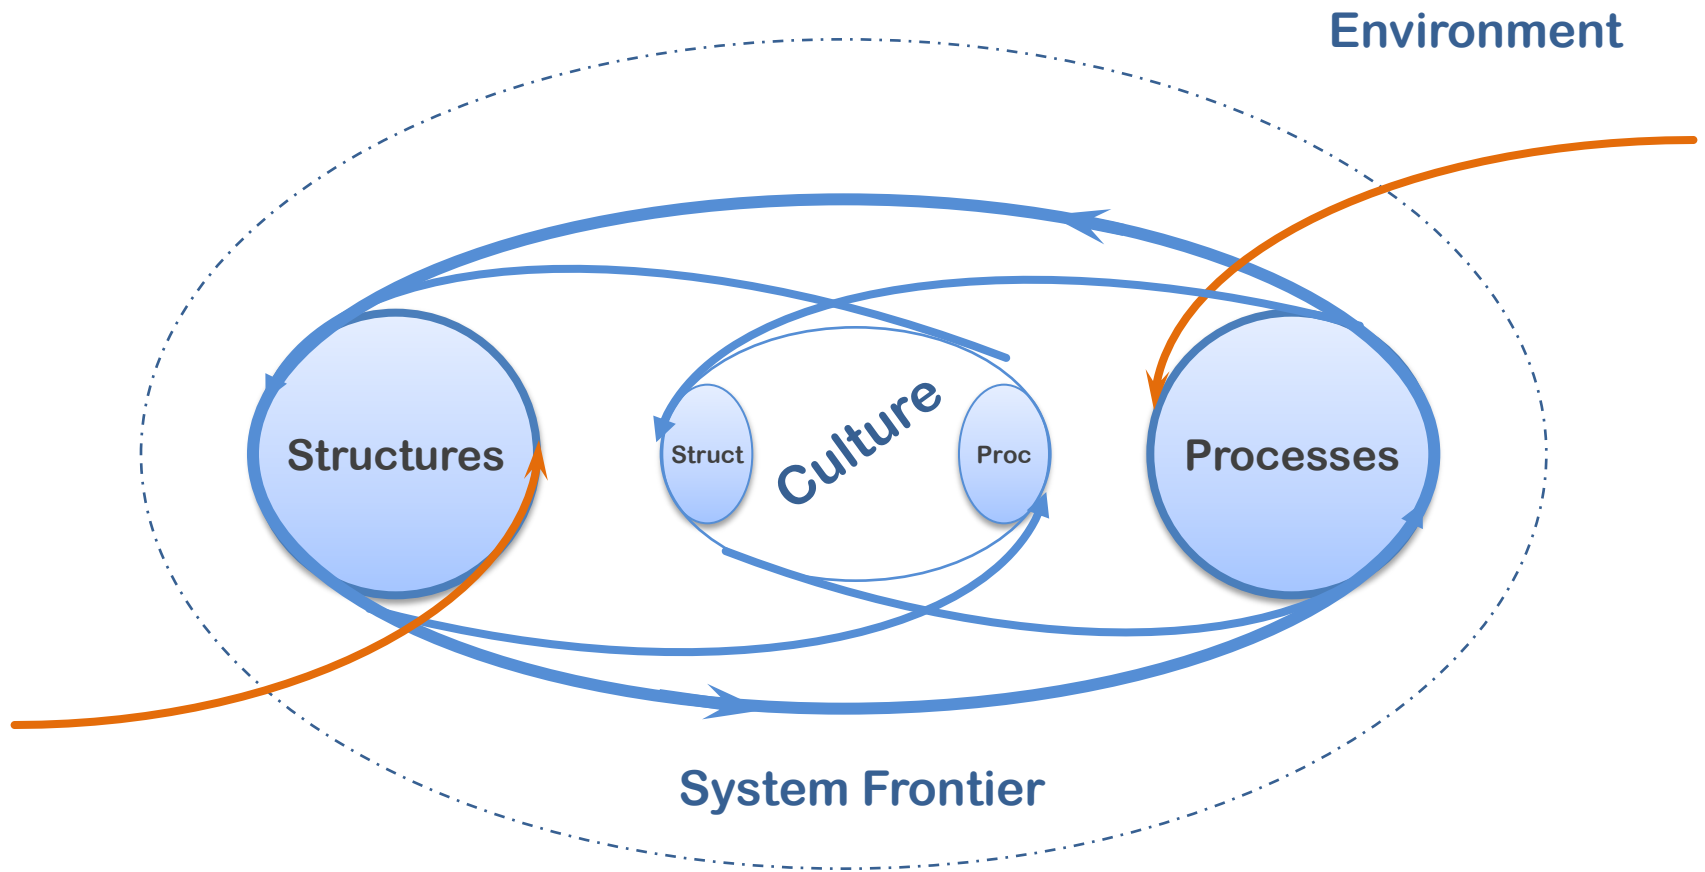 Environment
Structures
Struct
Culture
Proc
Processes
System Frontier